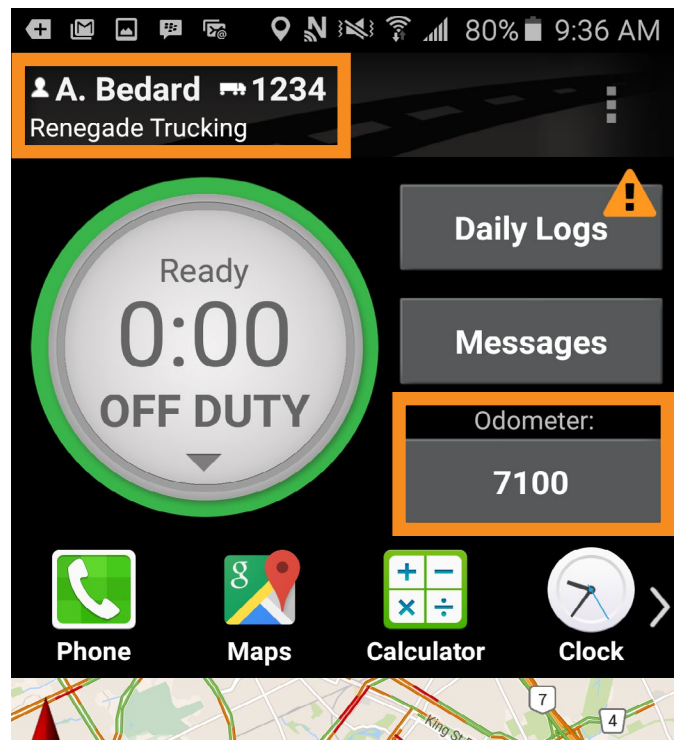 80% 9:36 AM
A. Bedard 1234
Renegade Trucking
Daily Logs
Ready
0:00
OFF DUTY
Messages
Odometer:
7100
Phone Maps Calculator Clock
7
4
King St